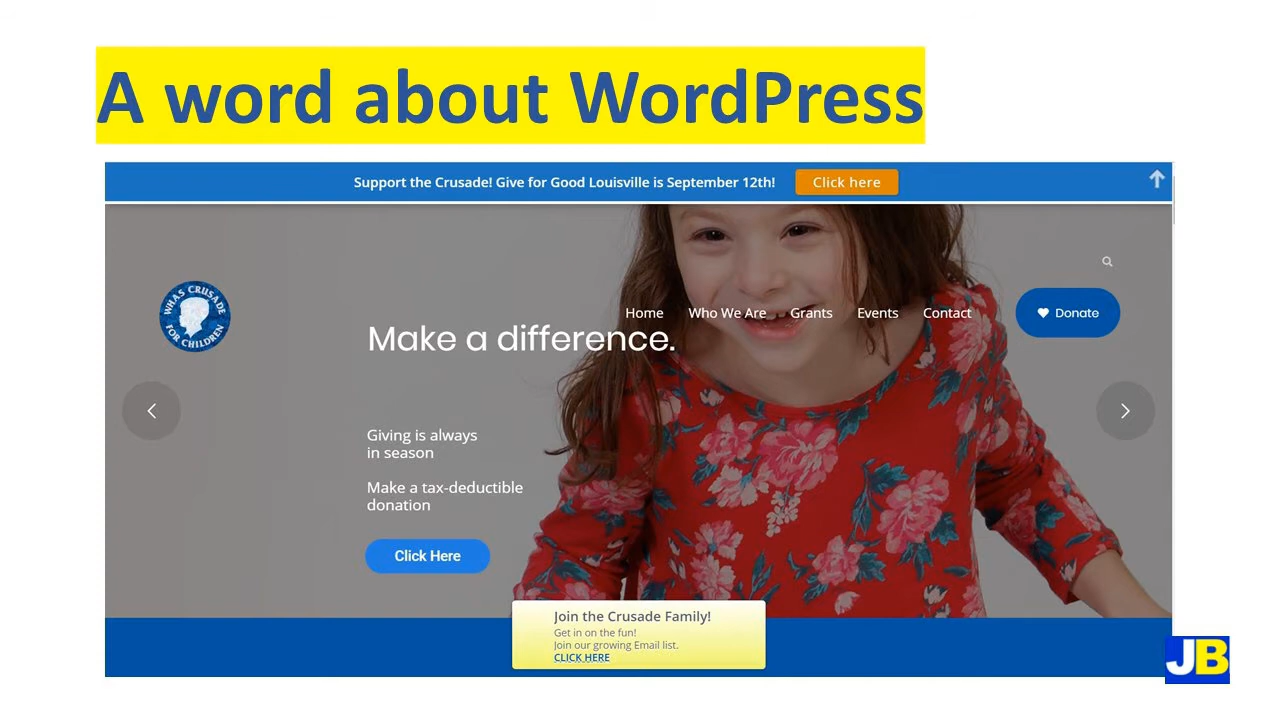 A word about WordPress
Support the Crusade! Give for Good Louisville is September 12th!
Click here
WHAS CRUSADE
FOR CHILDREN
Home
Who We Are
Grants
Events
Contact
Donate
Make a difference.
Giving is always
in season
Make a tax-deductible
donation
Click Here
Join the Crusade Family!
Get in on the fun!
Join our growing Email list.
CLICK HERE
JB